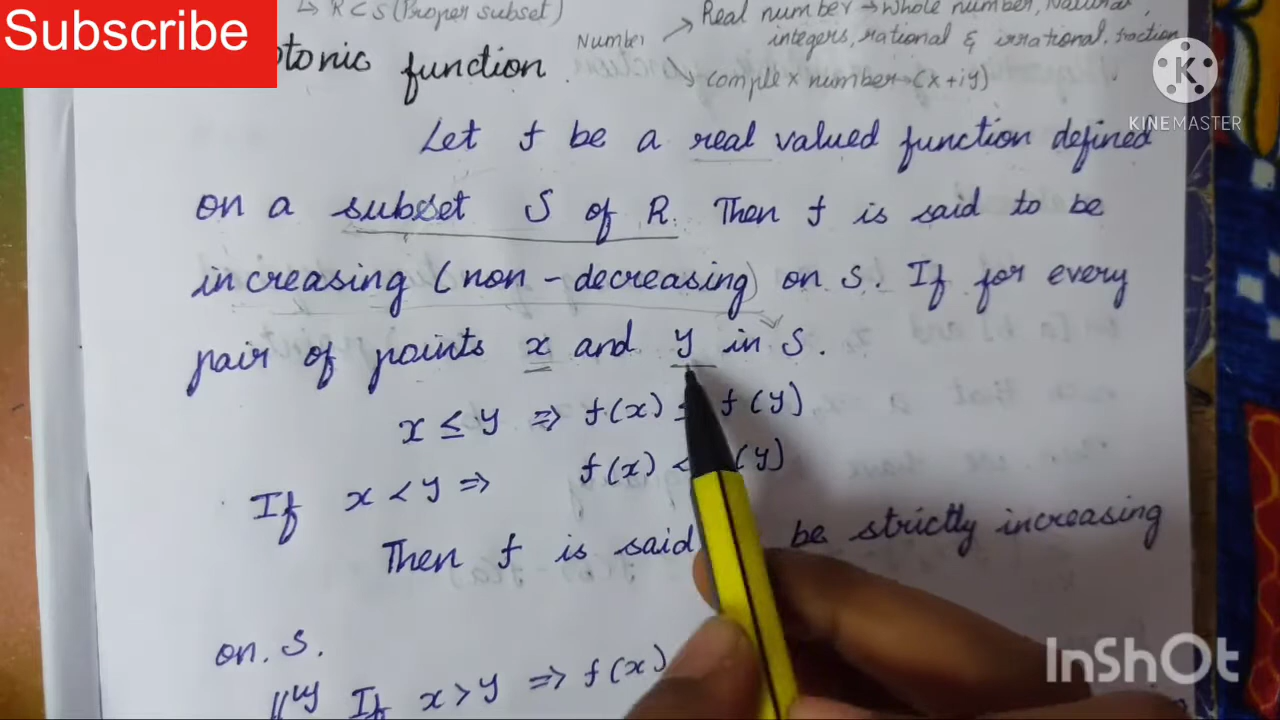 Subscribe
↳ R ⊂ S (Proper subset)
Real number → Whole number, Natural,
Number
integers, rational & irrational, fraction
tonic function.
complex number → (x+iy)
KINEMASTER
Let f be a real valued function defined
on a subset S of R. Then f is said to be
increasing (non-decreasing) on S. If for every
pair of points x and y in S.
x ≤ y ⇒ f(x) ≤ f(y)
If x < y ⇒ f(x) < (y)
Then f is said be strictly increasing
on. S.
|||ly If x > y ⇒ f(x)
InShOt